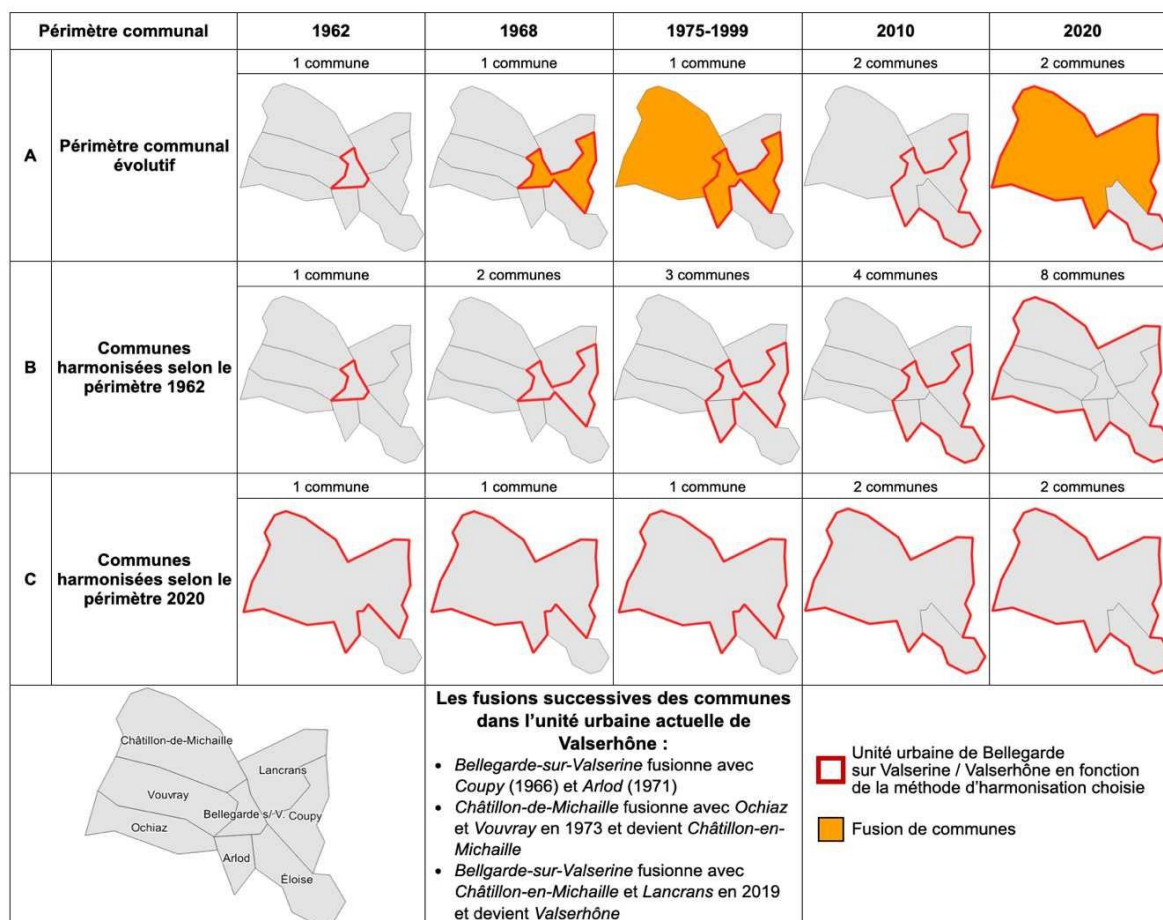 Périmètre communal 1962 1968 1975-1999 2010 2020
1 commune 1 commune 1 commune 2 communes 2 communes
A
Périmètre communal
évolutif
1 commune 2 communes 3 communes 4 communes 8 communes
B
Communes
harmonisées selon le
périmètre 1962
1 commune 1 commune 1 commune 2 communes 2 communes
C
Communes
harmonisées selon le
périmètre 2020
Châtillon-de-Michaille
Lancrans
Vouvray
Bellegarde s/ V. Coupy
Ochiaz
Arlod
Éloise
Les fusions successives des communes
dans l'unité urbaine actuelle de
Valserhône :
• Bellegarde-sur-Valserine fusionne avec
Coupy (1966) et Arlod (1971)
• Châtillon-de-Michaille fusionne avec Ochiaz
et Vouvray en 1973 et devient Châtillon-en-
Michaille
• Bellgarde-sur-Valserine fusionne avec
Châtillon-en-Michaille et Lancrans en 2019
et devient Valserhône
Unité urbaine de Bellegarde
sur Valserine / Valserhône en fonction
de la méthode d'harmonisation choisie
Fusion de communes